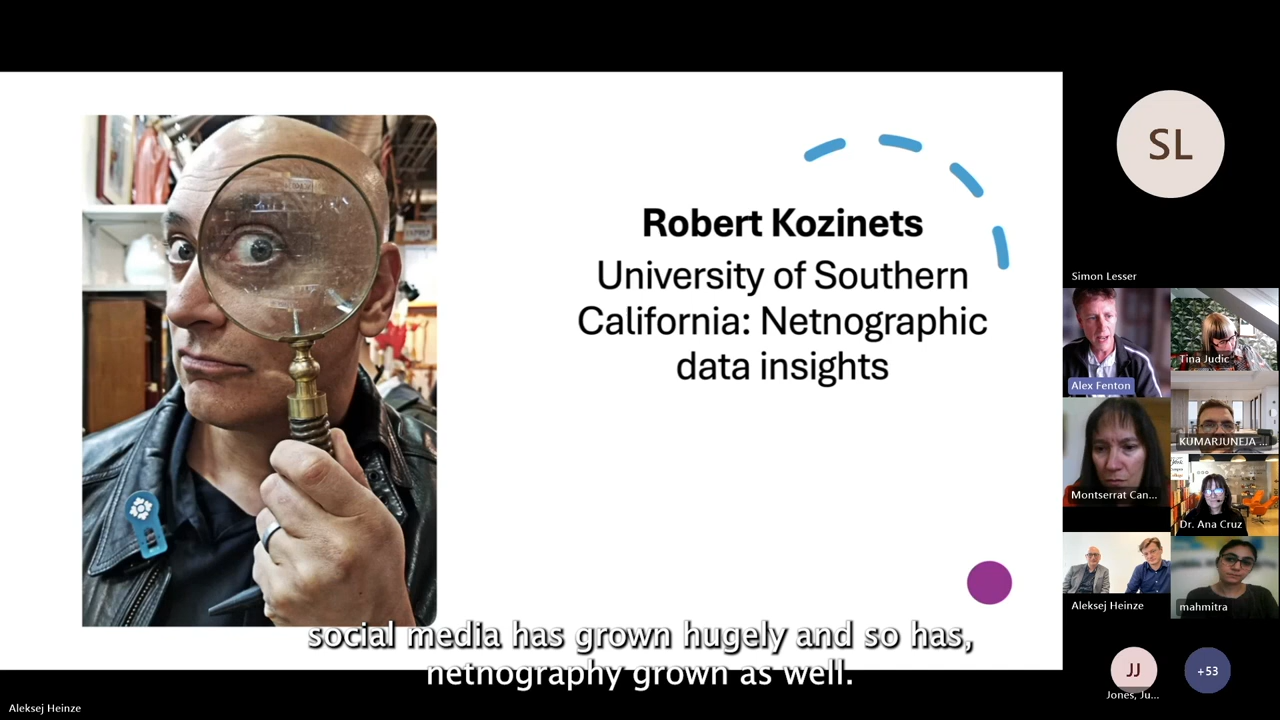 Robert Kozinets
University of Southern
California: Netnographic
data insights
social media has grown hugely and so has,
netnography grown as well.
SL
Simon Lesser
Alex Fenton
Tina Judic
KUMARJUNEJA ...
Montserrat Can...
Dr. Ana Cruz
Aleksej Heinze
mahmitra
JJ
Jones, Ju...
+53
Aleksej Heinze